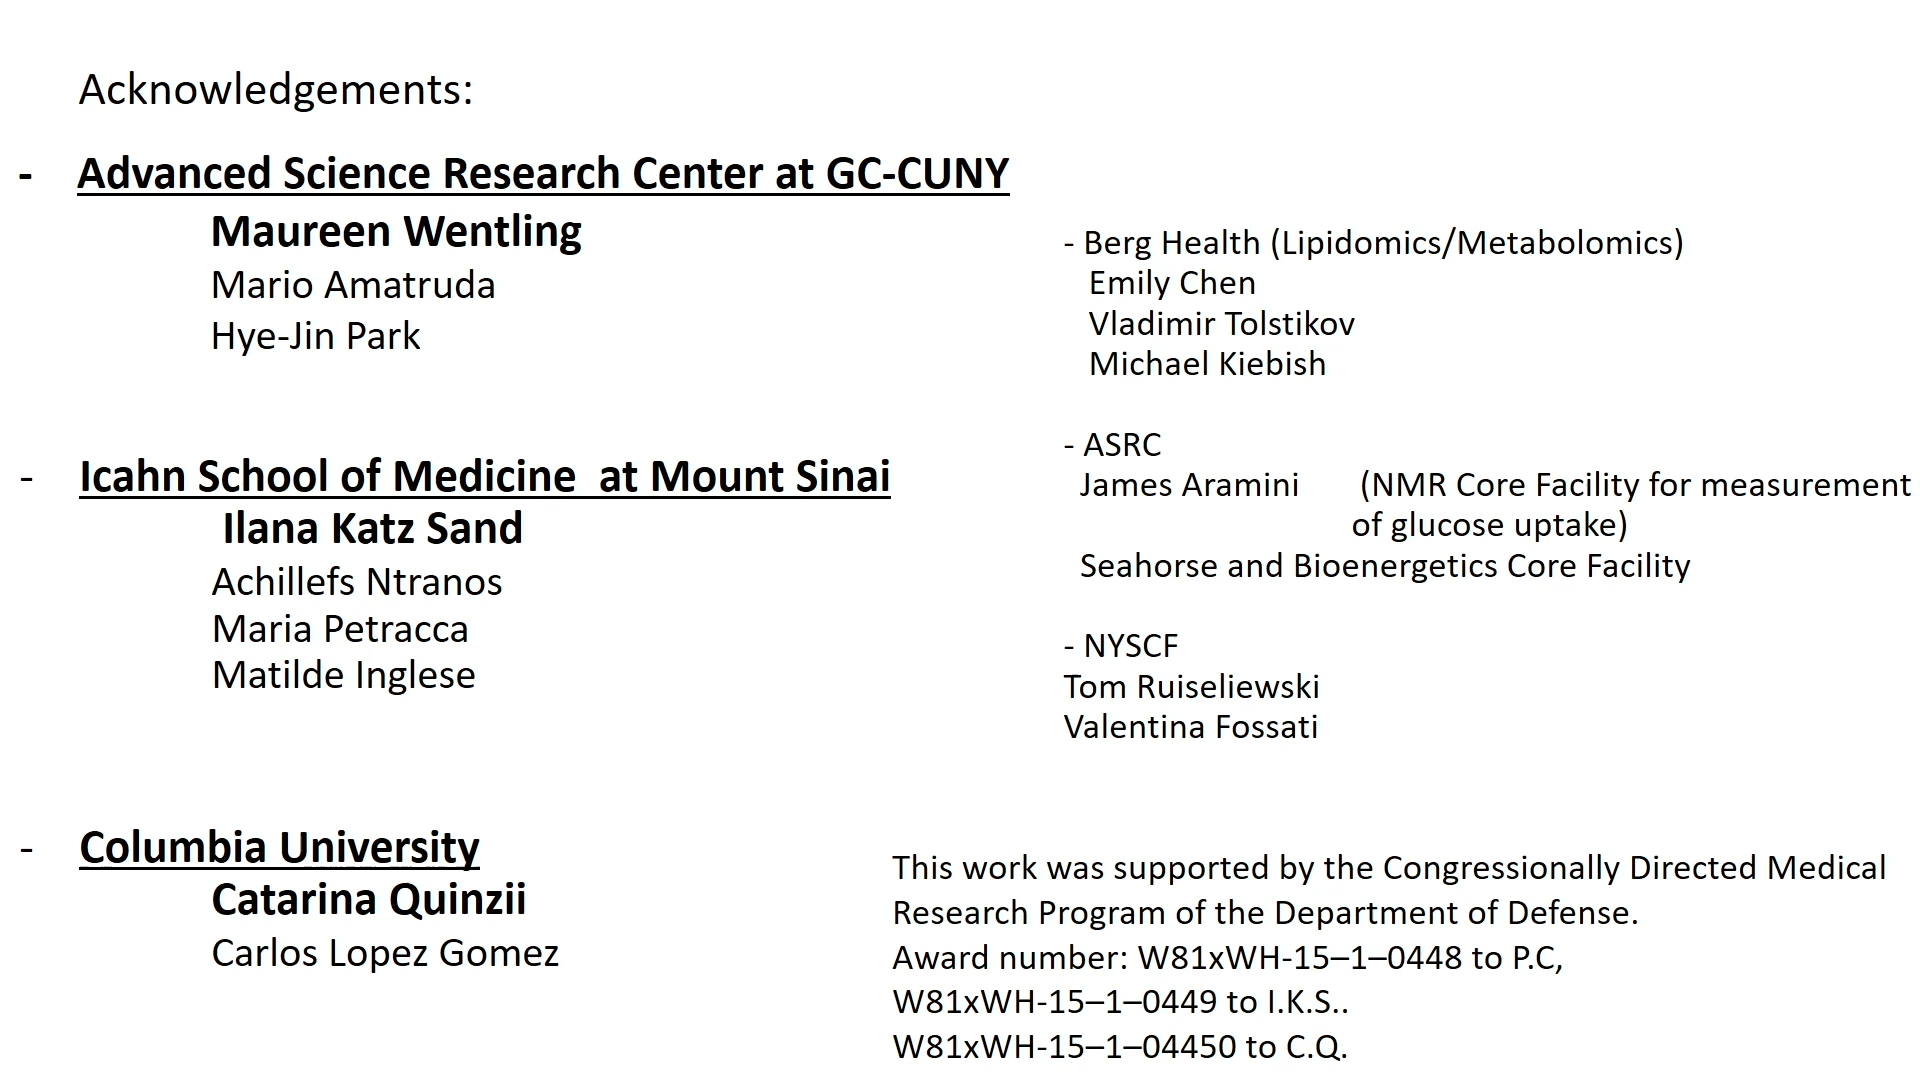 Acknowledgements:
- Advanced Science Research Center at GC-CUNY
Maureen Wentling
Mario Amatruda
Hye-Jin Park
- Icahn School of Medicine  at Mount Sinai
Ilana Katz Sand
Achillefs Ntranos
Maria Petracca
Matilde Inglese
- Columbia University
Catarina Quinzii
Carlos Lopez Gomez
- Berg Health (Lipidomics/Metabolomics)
Emily Chen
Vladimir Tolstikov
Michael Kiebish
- ASRC
James Aramini (NMR Core Facility for measurement
of glucose uptake)
Seahorse and Bioenergetics Core Facility
- NYSCF
Tom Ruiseliewski
Valentina Fossati
This work was supported by the Congressionally Directed Medical
Research Program of the Department of Defense.
Award number: W81xWH-15–1–0448 to P.C,
W81xWH-15–1–0449 to I.K.S..
W81xWH-15–1–04450 to C.Q.